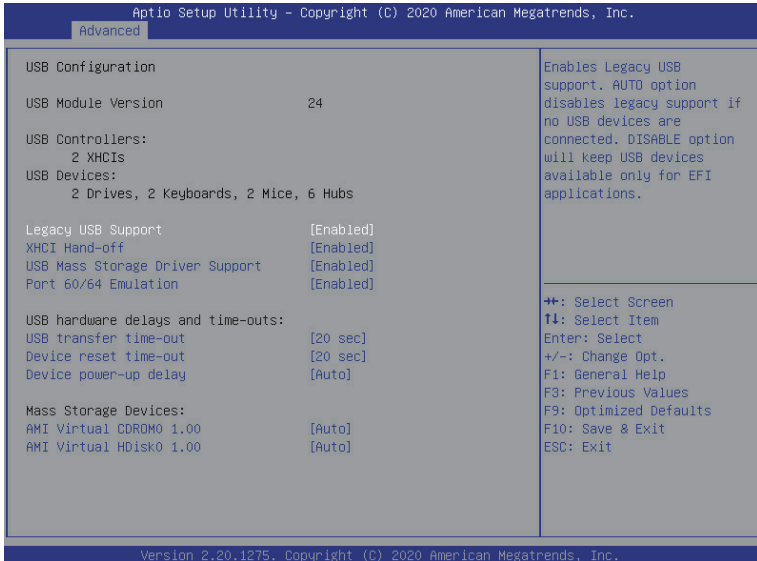 Aptio Setup Utility – Copyright (C) 2020 American Megatrends, Inc.
Advanced
USB Configuration
USB Module Version 24
USB Controllers:
2 XHCIs
USB Devices:
2 Drives, 2 Keyboards, 2 Mice, 6 Hubs
Legacy USB Support [Enabled]
XHCI Hand-off [Enabled]
USB Mass Storage Driver Support [Enabled]
Port 60/64 Emulation [Enabled]
USB hardware delays and time-outs:
USB transfer time-out [20 sec]
Device reset time-out [20 sec]
Device power-up delay [Auto]
Mass Storage Devices:
AMI Virtual CDROM0 1.00 [Auto]
AMI Virtual HDisk0 1.00 [Auto]
Enables Legacy USB
support. AUTO option
disables legacy support if
no USB devices are
connected. DISABLE option
will keep USB devices
available only for EFI
applications.
→←: Select Screen
↑↓: Select Item
Enter: Select
+/-: Change Opt.
F1: General Help
F3: Previous Values
F9: Optimized Defaults
F10: Save & Exit
ESC: Exit
Version 2.20.1275. Copyright (C) 2020 American Megatrends, Inc.